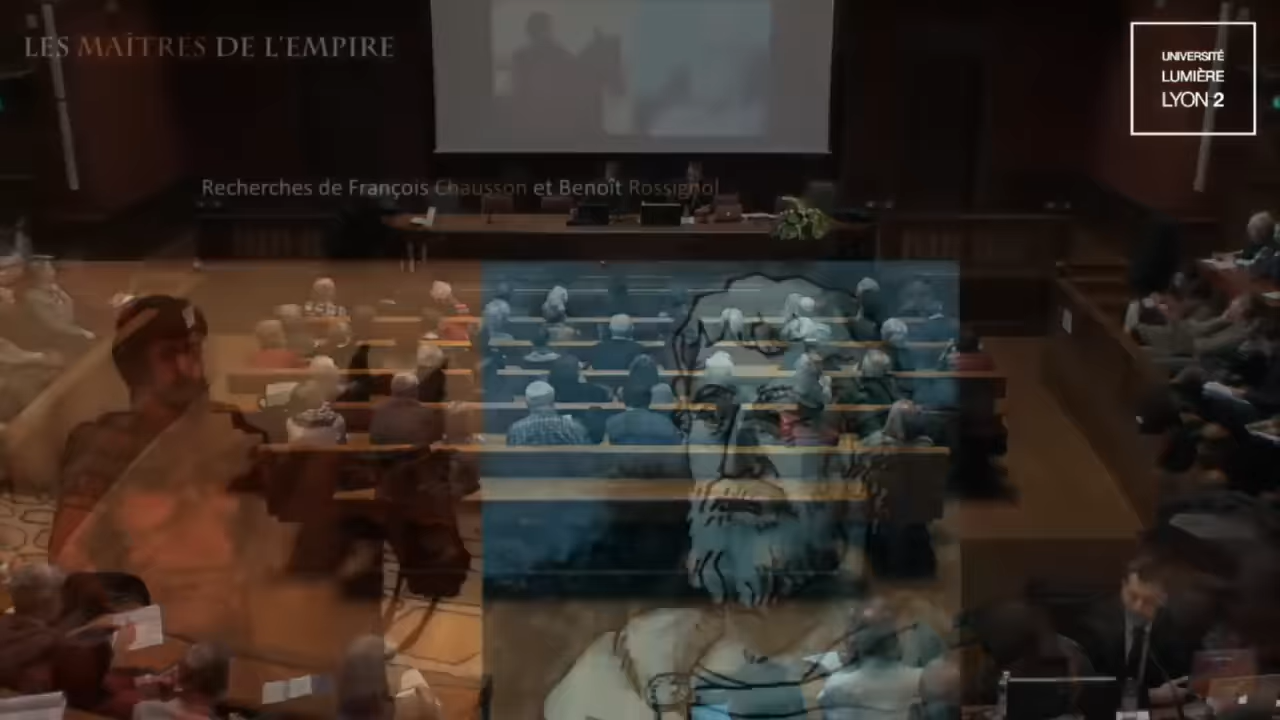 LES MAÎTRES DE L'EMPIRE
UNIVERSITÉ
LUMIÈRE
LYON 2
Recherches de François Chausson et Benoît Rossignol